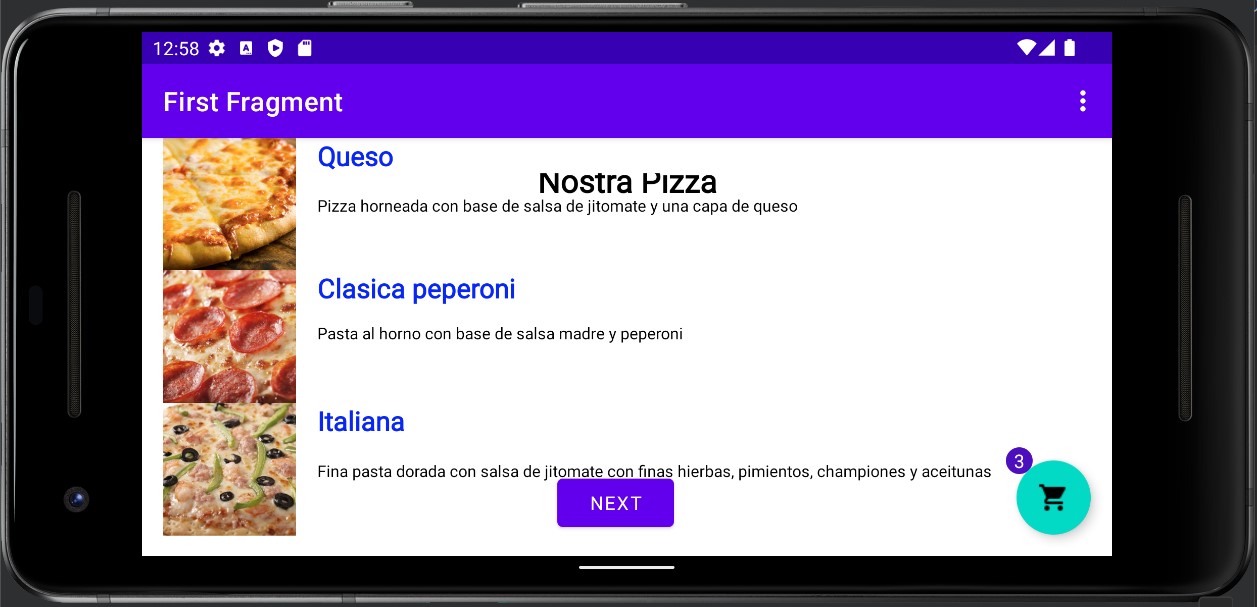 12:58
First Fragment
Queso
Nostra Pizza
Pizza horneada con base de salsa de jitomate y una capa de queso
Clasica peperoni
Pasta al horno con base de salsa madre y peperoni
Italiana
Fina pasta dorada con salsa de jitomate con finas hierbas, pimientos, championes y aceitunas
3
NEXT